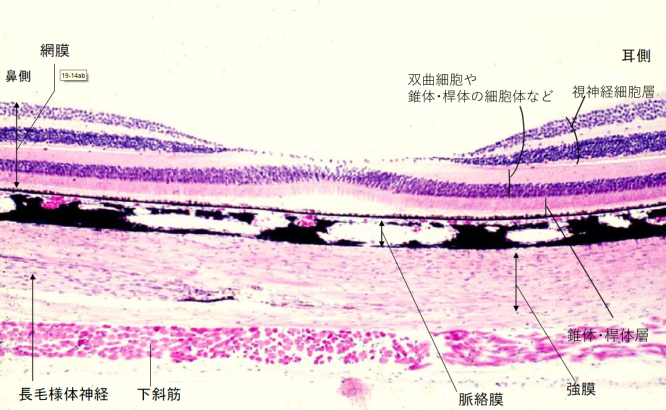 網膜
鼻側
19-14ab
耳側
双曲細胞や
錐体・桿体の細胞体など
視神経細胞層
錐体・桿体層
長毛様体神経
下斜筋
脈絡膜
強膜